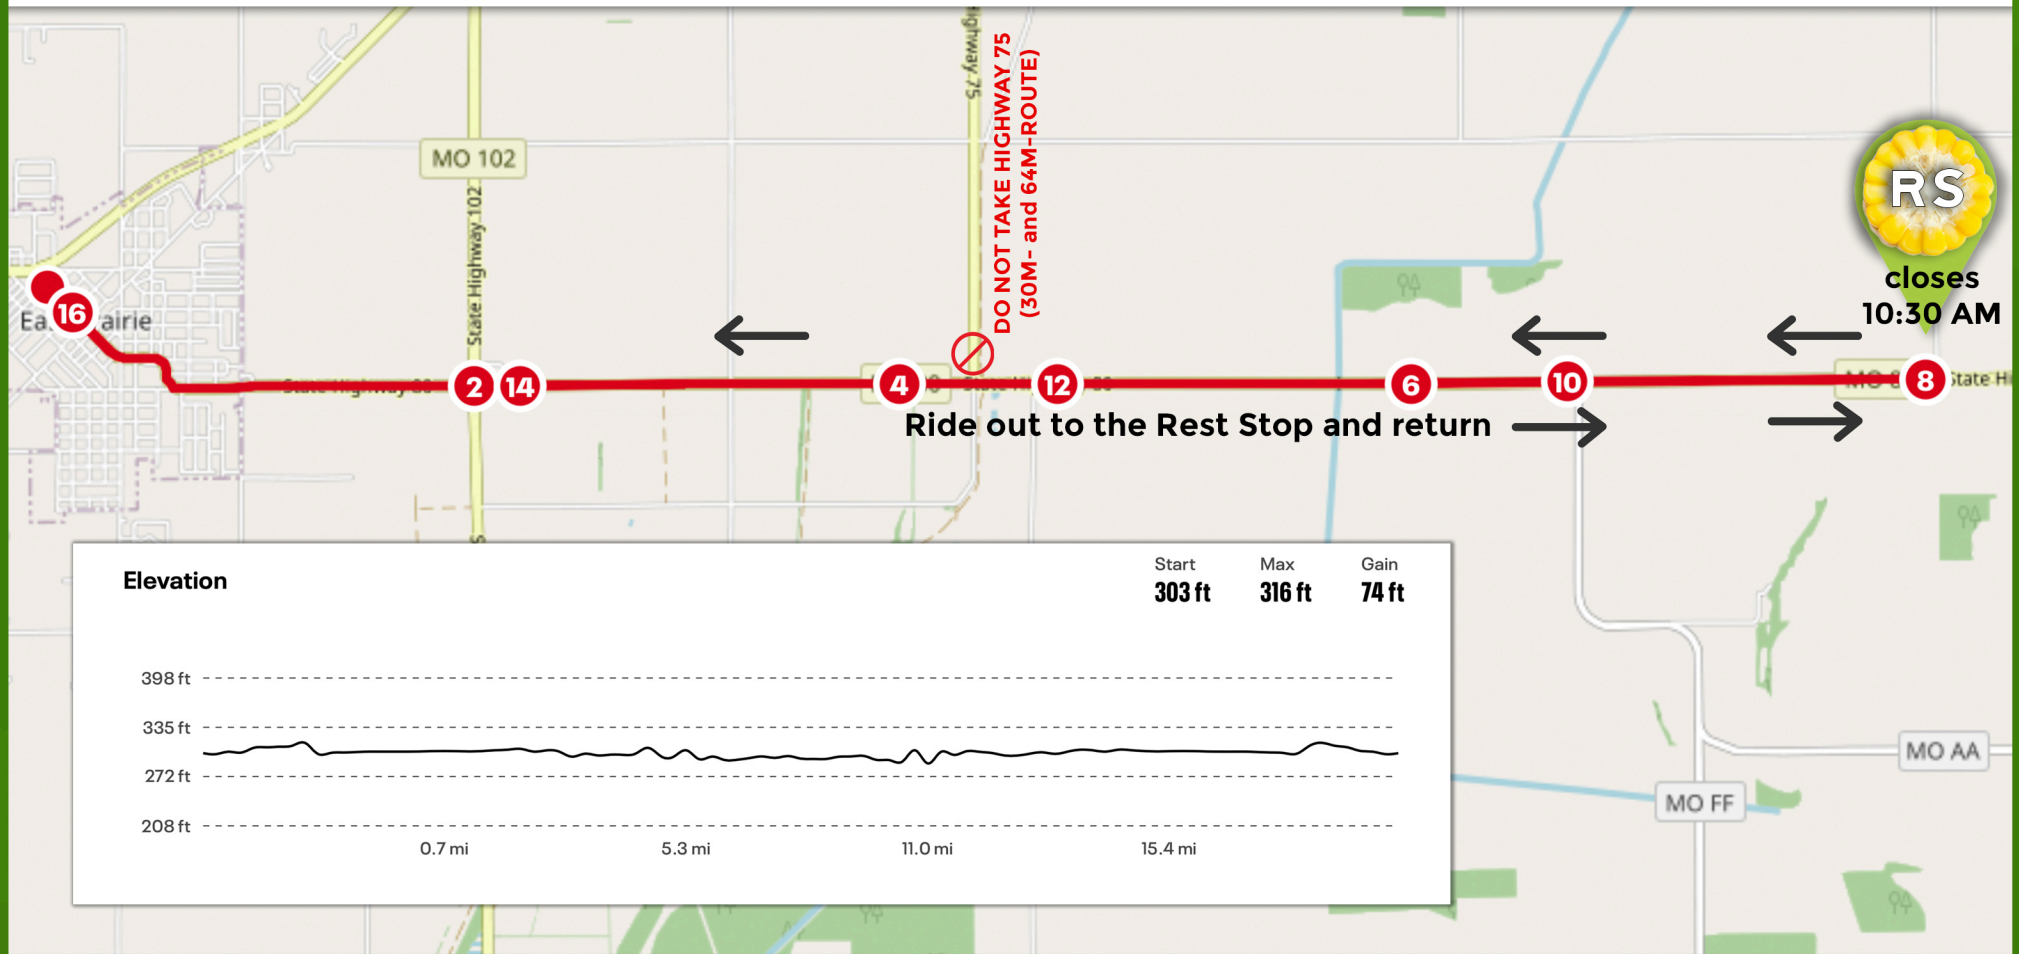 Highway 75
DO NOT TAKE HIGHWAY 75
(30M- and 64M-ROUTE)
MO 102
State Highway 102
RS
closes
10:30 AM
16
airie
2
14
4
12
6
10
8
Ride out to the Rest Stop and return
Elevation
Start
Max
Gain
303 ft
316 ft
74 ft
398 ft
335 ft
272 ft
208 ft
0.7 mi
5.3 mi
11.0 mi
15.4 mi
MO AA
MO FF